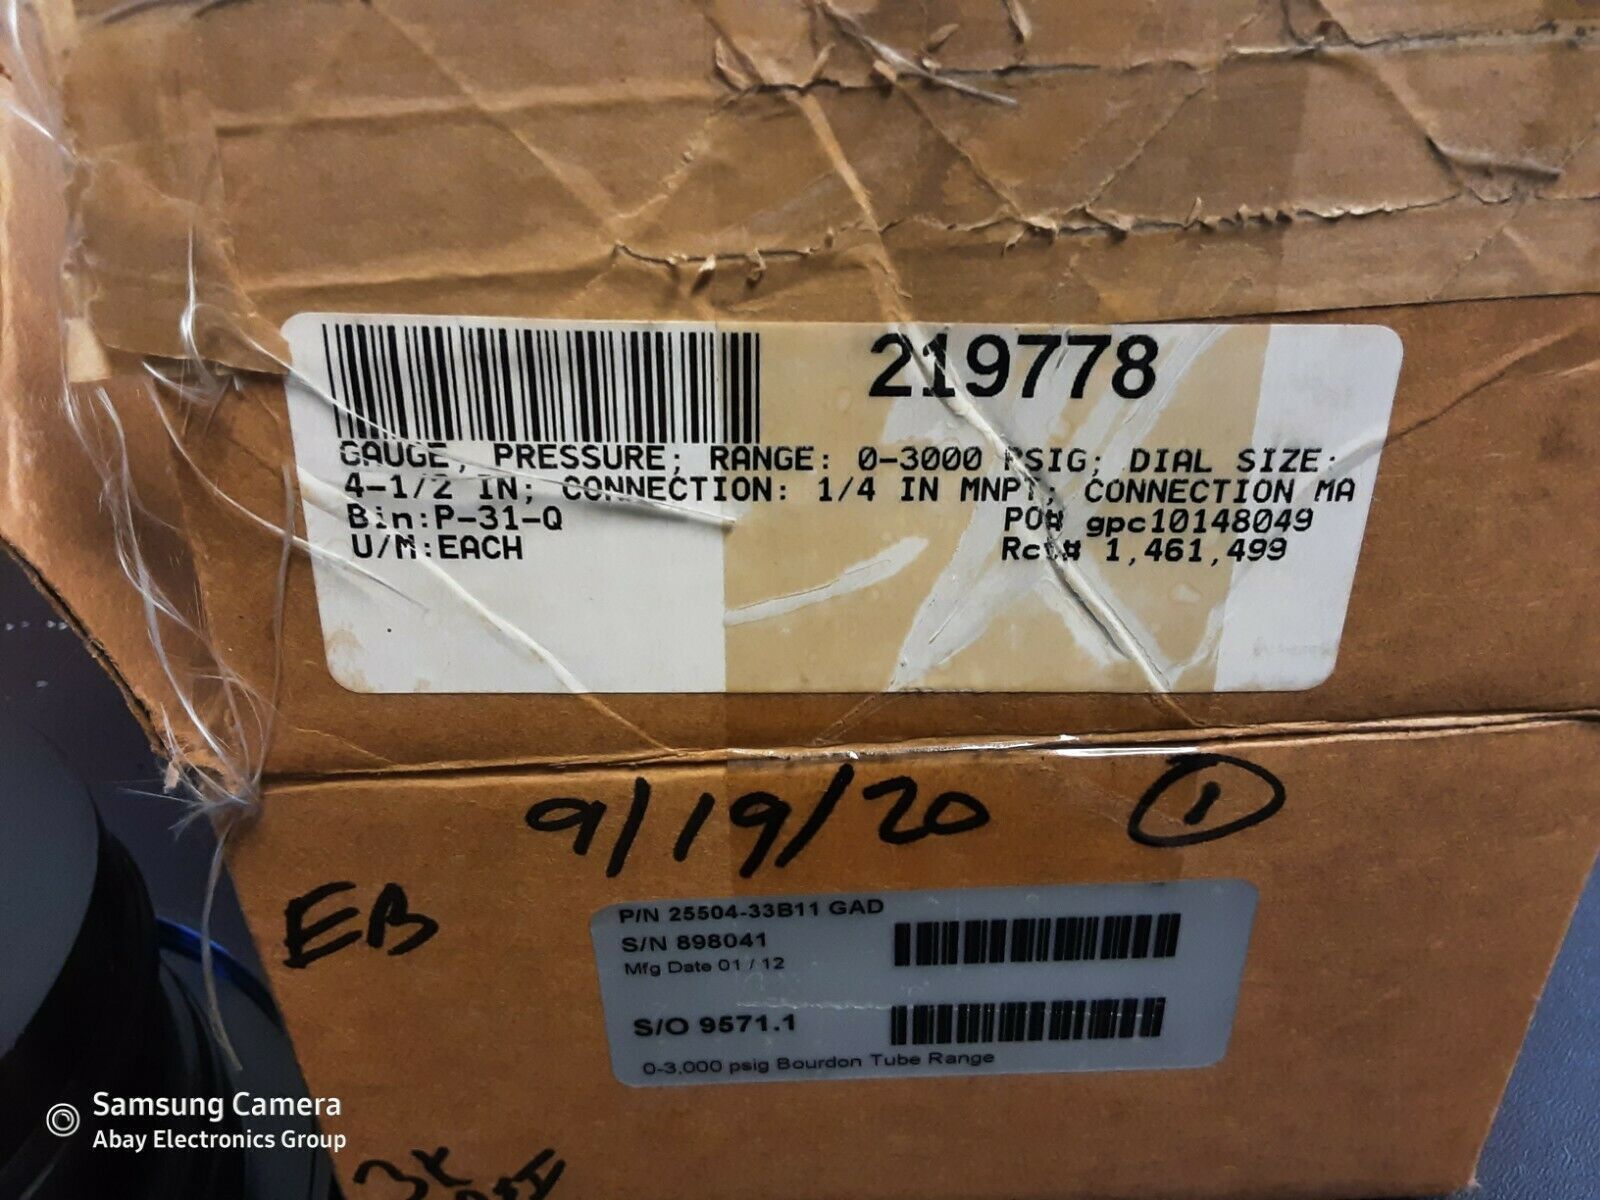 219778
GAUGE, PRESSURE; RANGE: 0-3000 PSIG; DIAL SIZE:
4-1/2 IN; CONNECTION: 1/4 IN MNPT; CONNECTION MA
Bin:P-31-Q
PO# gpc10148049
U/M:EACH
Rct# 1,461,499
9/19/20 1
EB
P/N 25504-33B11 GAD
S/N 898041
Mfg Date 01 / 12
S/O 9571.1
0-3,000 psig Bourdon Tube Range
Samsung Camera
Abay Electronics Group
3K PSI